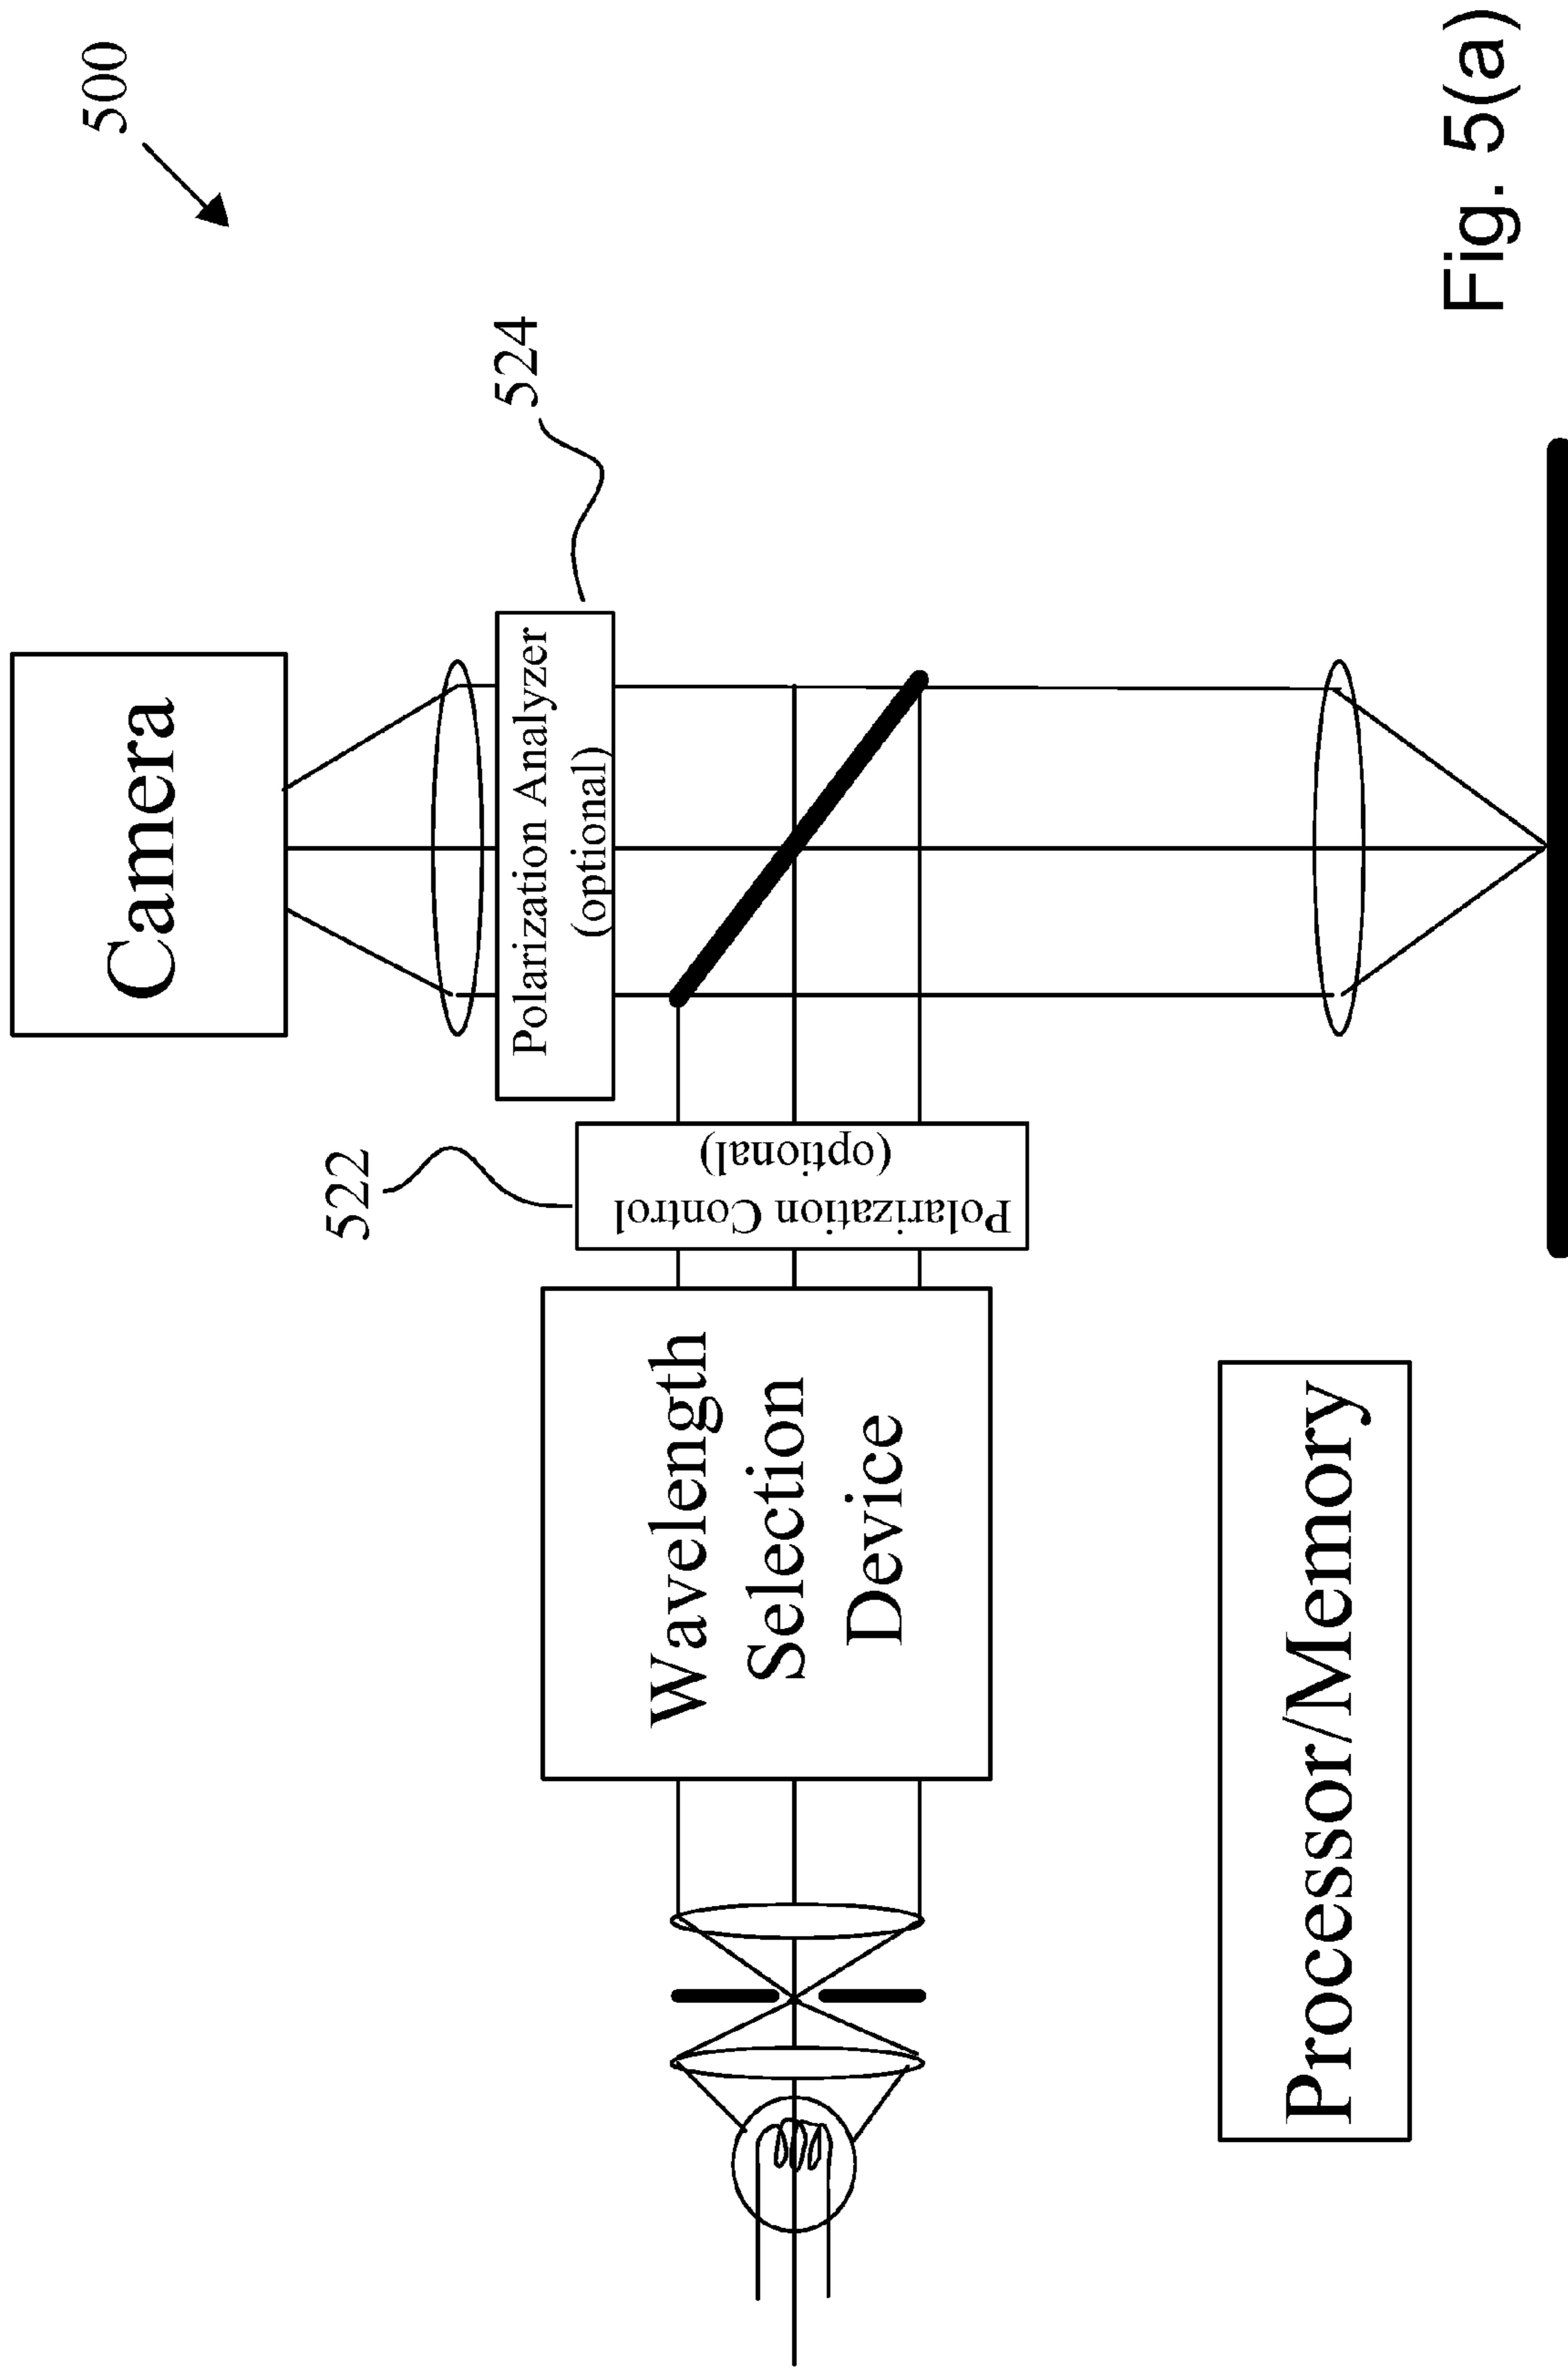 500
Camera
524
Polarization Analyzer
(optional)
522
Polarization Control
(optional)
Wavelength
Selection
Device
Processor/Memory
Fig. 5(a)